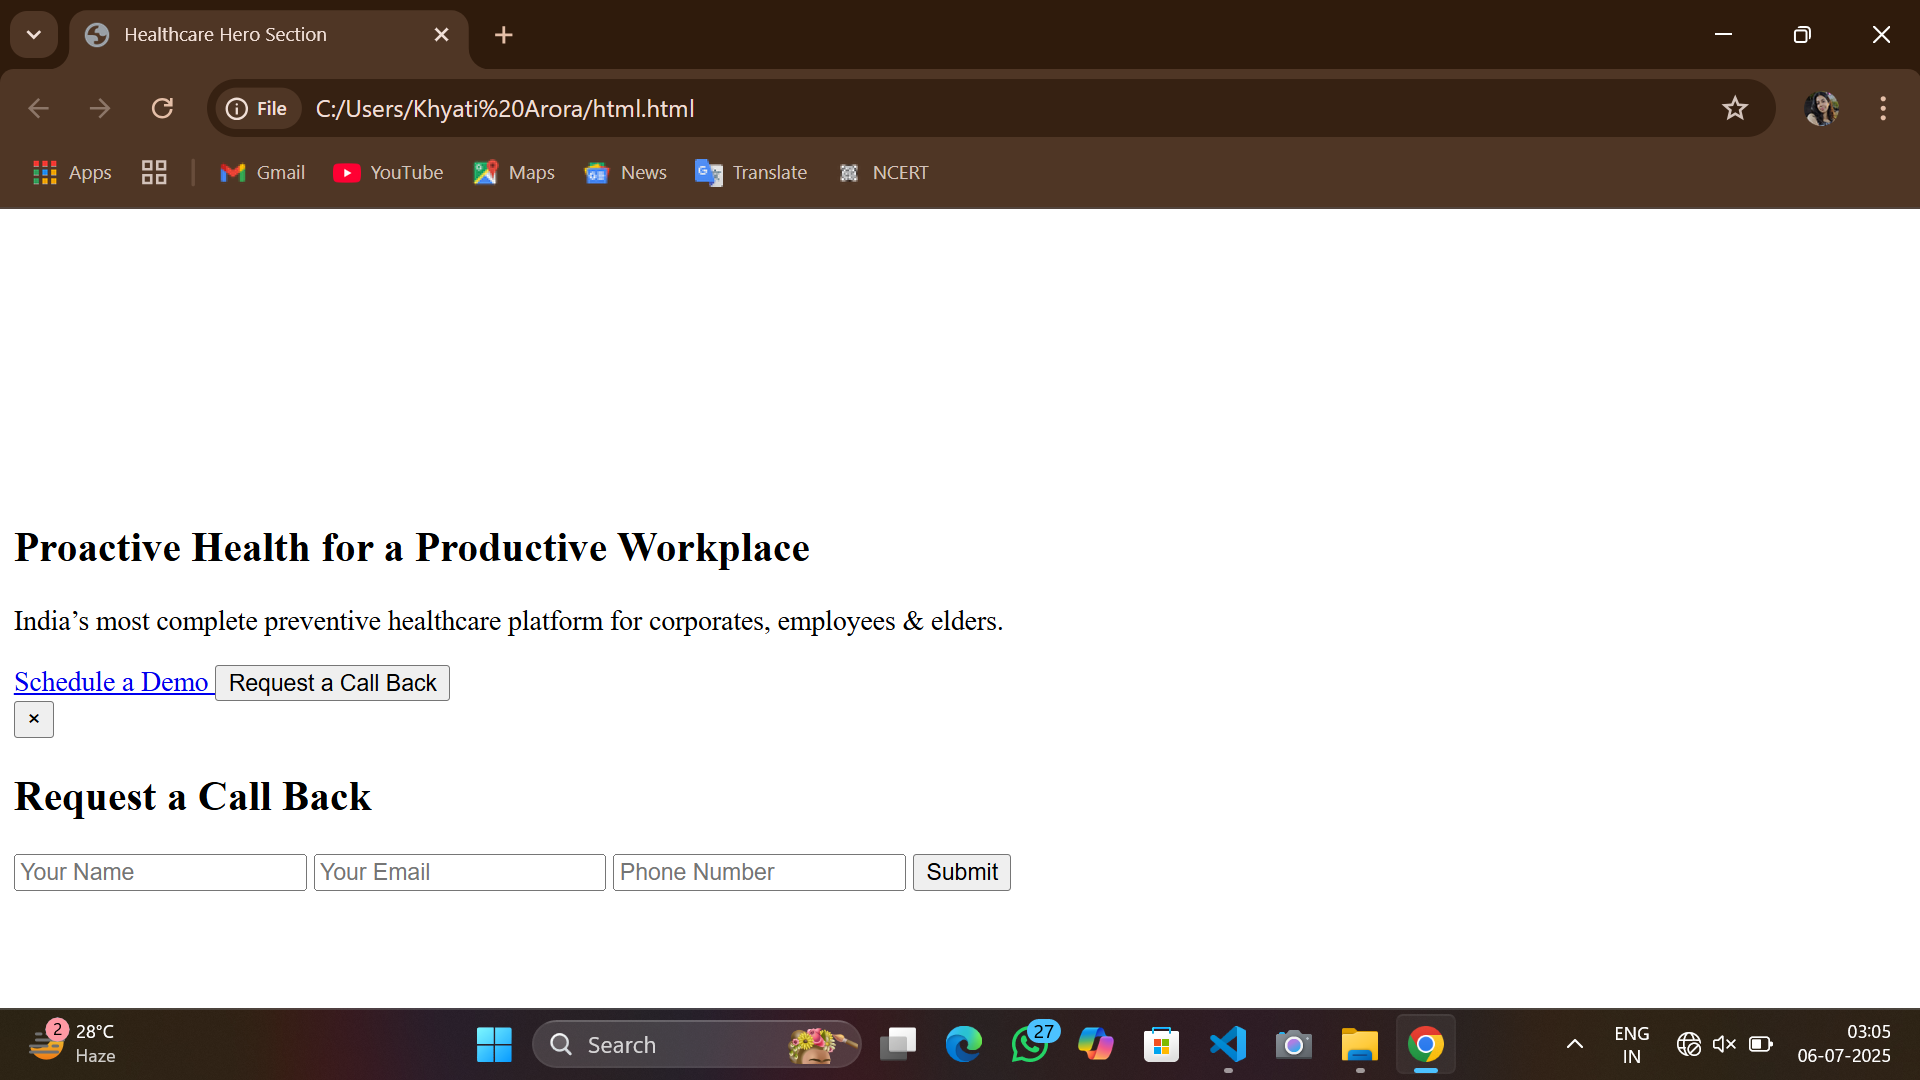 Healthcare Hero Section
File C:/Users/Khyati%20Arora/html.html
Apps Gmail YouTube Maps News Translate NCERT
Proactive Health for a Productive Workplace
India’s most complete preventive healthcare platform for corporates, employees & elders.
Schedule a Demo Request a Call Back
×
Request a Call Back
Your Name Your Email Phone Number Submit
2 28°C
Haze
Search
27
ENG
IN
03:05
06-07-2025